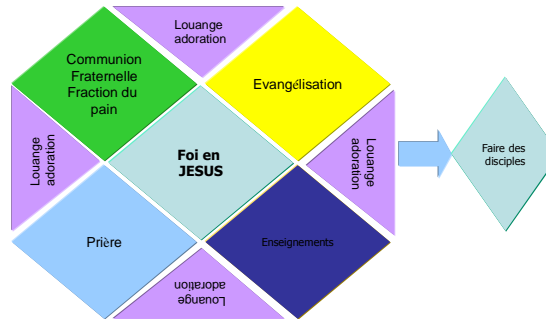 Louange
adoration
Communion
Fraternelle
Fraction du
pain
Evangélisation
Louange
adoration
Foi en
JESUS
Louange
adoration
Faire des
disciples
Prière
Enseignements
Louange
adoration